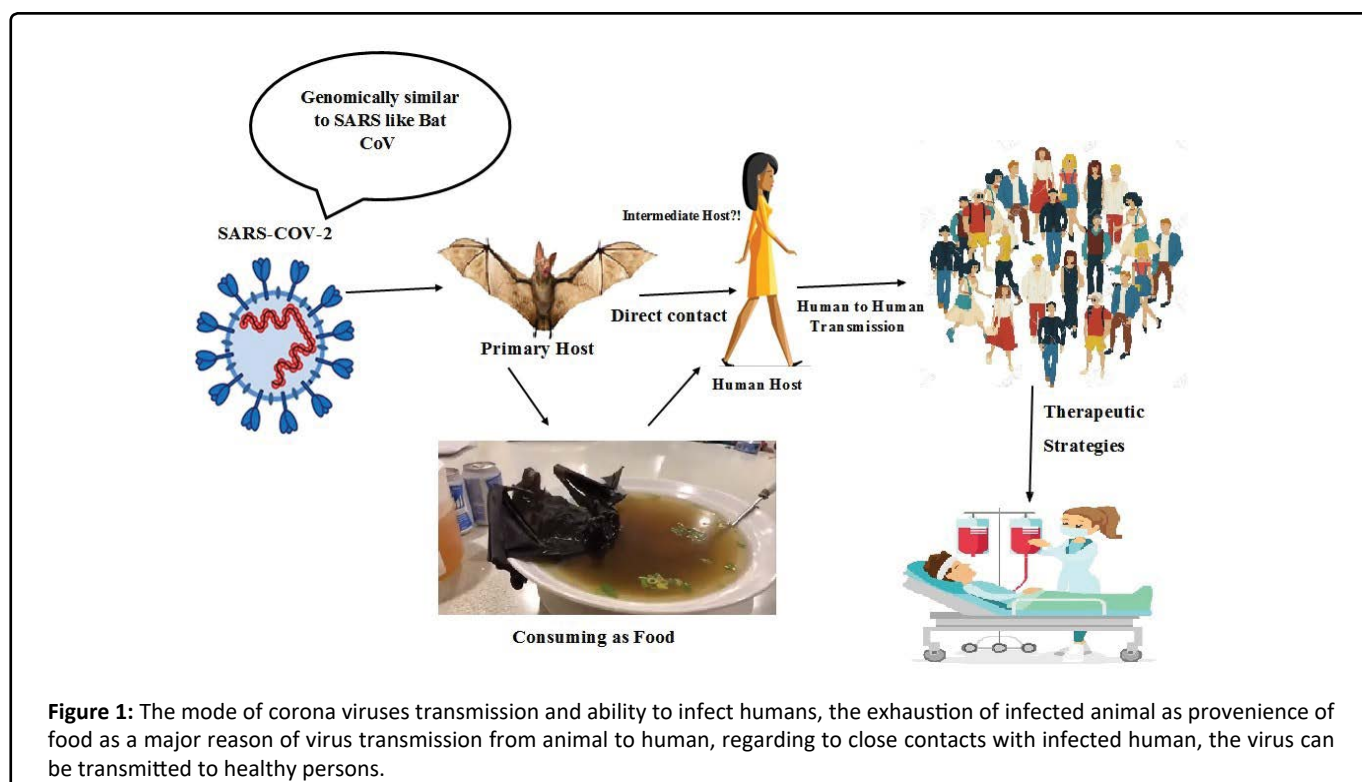 Genomically similar
to SARS like Bat
CoV
SARS-COV-2
Primary Host
Direct contact
Intermediate Host?!
Human Host
Human to Human
Transmission
Consuming as Food
Therapeutic
Strategies
Figure 1: The mode of corona viruses transmission and ability to infect humans, the exhaustion of infected animal as provenience of
food as a major reason of virus transmission from animal to human, regarding to close contacts with infected human, the virus can
be transmitted to healthy persons.